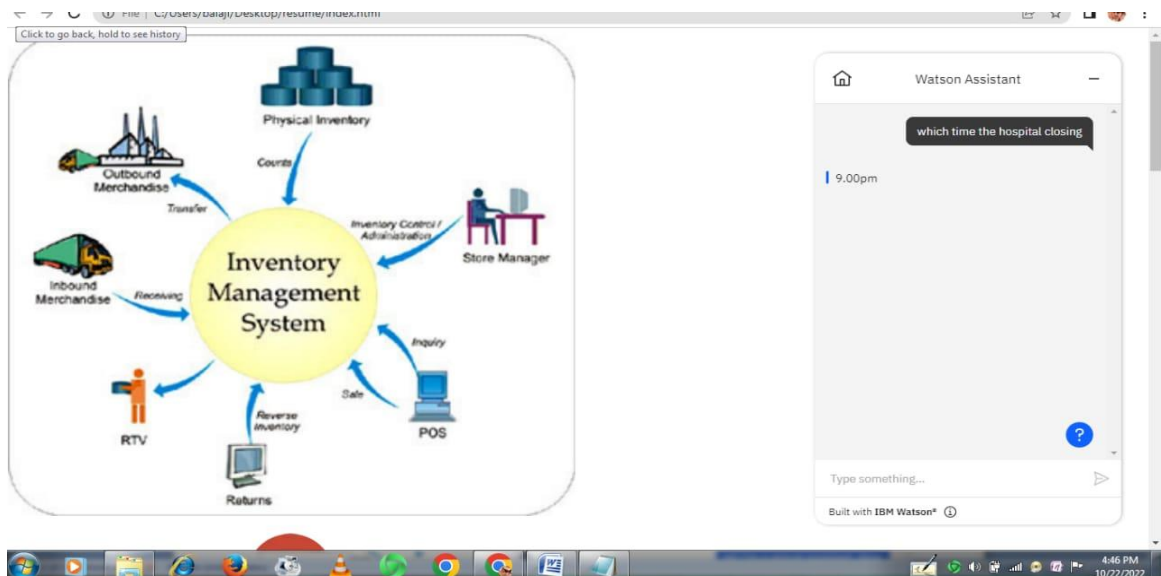 File | C:/Users/balaji/Desktop/resume/index.html
Click to go back, hold to see history
Physical Inventory
Counts
Outbound
Merchandise
Transfer
Inventory Control /
Administration
Store Manager
Inventory
Management
System
Inbound
Merchandise
Receiving
Inquiry
Sale
POS
RTV
Reverse
Inventory
Returns
Watson Assistant
which time the hospital closing
9.00pm
?
Type something...
Built with IBM Watson®
4:46 PM
10/22/2022